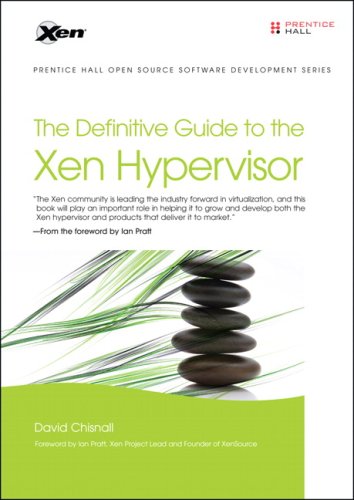 Xen®
PRENTICE
HALL
PRENTICE HALL OPEN SOURCE SOFTWARE DEVELOPMENT SERIES
The Definitive Guide to the
Xen Hypervisor
“The Xen community is leading the industry forward in virtualization, and this
book will play an important role in helping it to grow and develop both the
Xen hypervisor and products that deliver it to market.”
—From the foreword by Ian Pratt
David Chisnall
Foreword by Ian Pratt, Xen Project Lead and Founder of XenSource